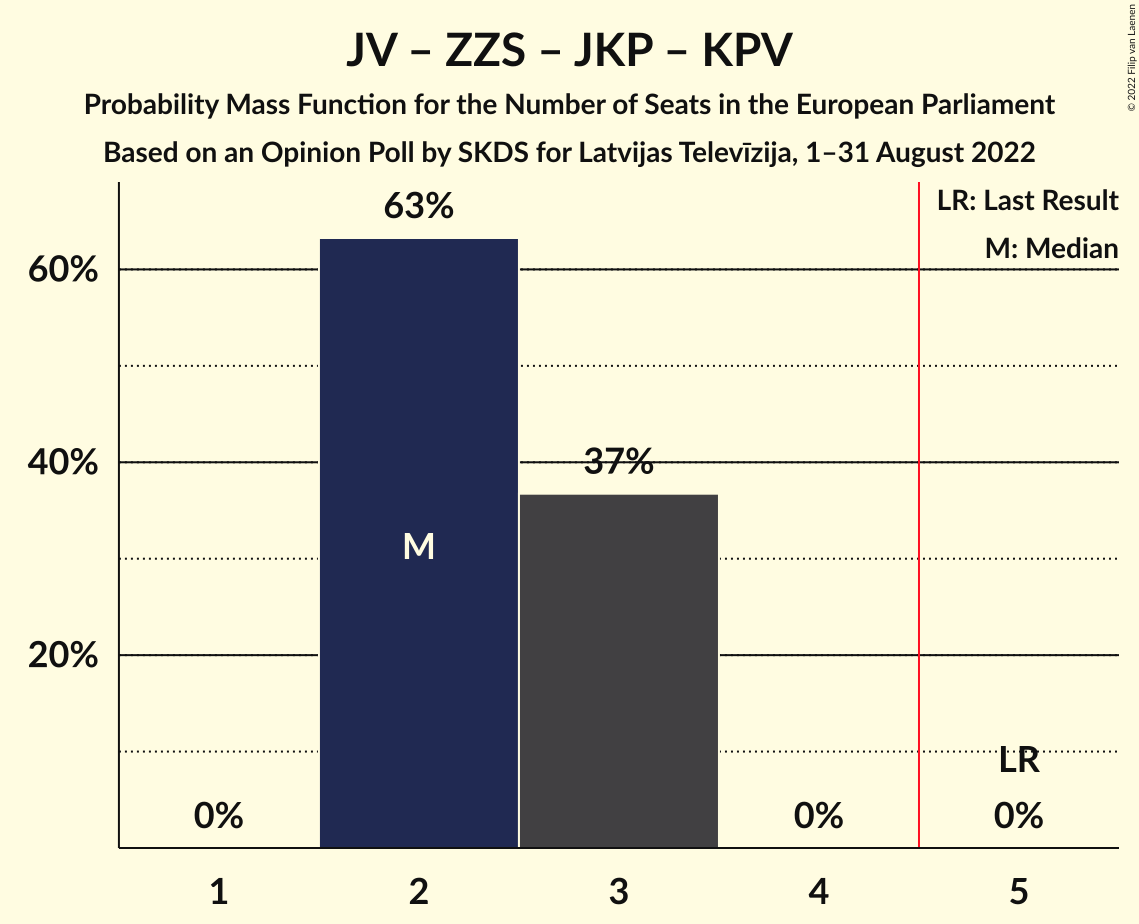 JV – ZZS – JKP – KPV
Probability Mass Function for the Number of Seats in the European Parliament
Based on an Opinion Poll by SKDS for Latvijas Televīzija, 1–31 August 2022
© 2022 Filip van Laenen
LR: Last Result
M: Median
63%
60%
40%
37%
M
20%
LR
0%
0%
0%
1
2
3
4
5